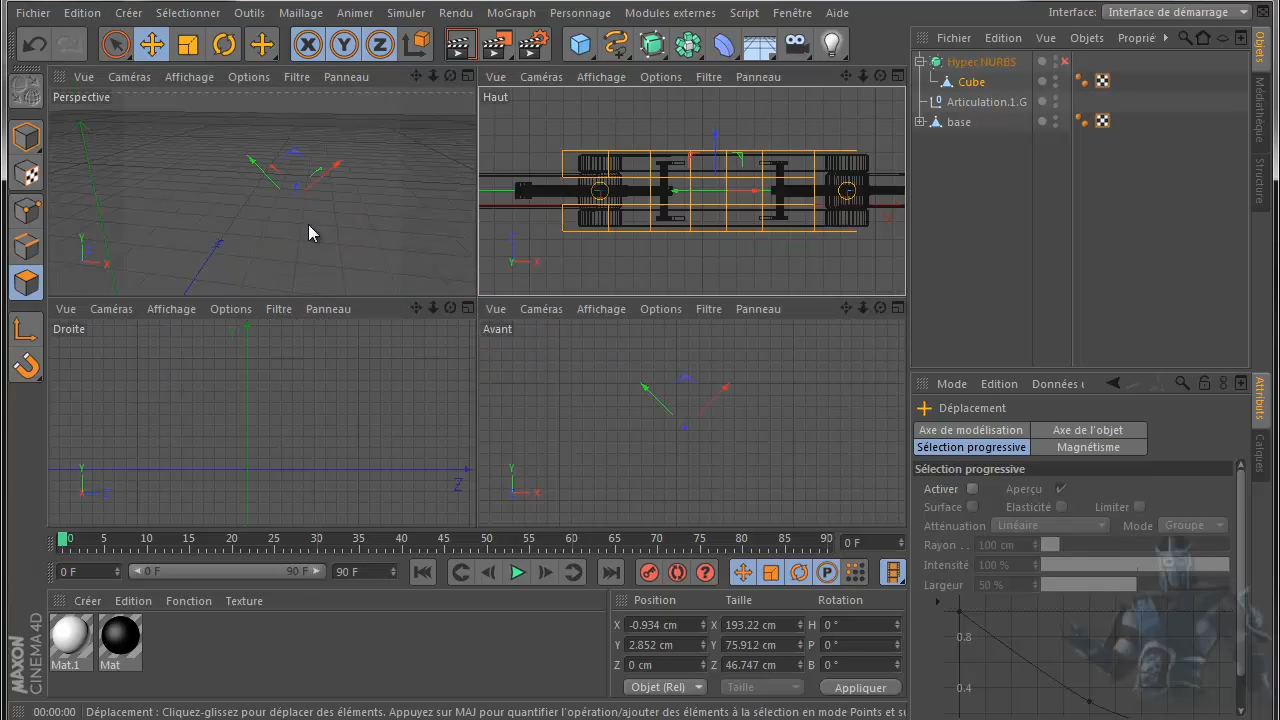 Fichier Edition Créer Sélectionner Outils Maillage Animer Simuler Rendu MoGraph Personnage Modules externes Script Fenêtre Aide Interface: Interface de démarrage
X Y Z
Fichier Edition Vue Objets Proprié
Objets
Médiathèque
Structure
Hyper NURBS
Cube
Articulation.1.G
base
Vue Caméras Affichage Options Filtre Panneau
Perspective
Y
X
Vue Caméras Affichage Options Filtre Panneau
Haut
Y X
Vue Caméras Affichage Options Filtre Panneau
Droite
Y
Z
Z
Vue Caméras Affichage Options Filtre Panneau
Avant
Y
X
Mode Edition Données u
Attributs
Calques
Déplacement
Axe de modélisation Axe de l'objet
Sélection progressive Magnétisme
Sélection progressive
Activer Aperçu
Surface Elasticité Limiter
Atténuation Linéaire Mode Groupe
Rayon . . 100 cm
Intensité 100 %
Largeur 50 %
0.8
0.4
0 5 10 15 20 25 30 35 40 45 50 55 60 65 70 75 80 85 90 0 F
0 F 0 F 90 F 90 F
P
Créer Edition Fonction Texture
Mat.1 Mat
Position Taille Rotation
X -0.934 cm X 193.22 cm H 0 °
Y 2.852 cm Y 75.912 cm P 0 °
Z 0 cm Z 46.747 cm B 0 °
Objet (Rel) Taille Appliquer
MAXON
CINEMA 4D
00:00:00 Déplacement : Cliquez-glissez pour déplacer des éléments. Appuyez sur MAJ pour quantifier l'opération/ajouter des éléments à la sélection en mode Points et su